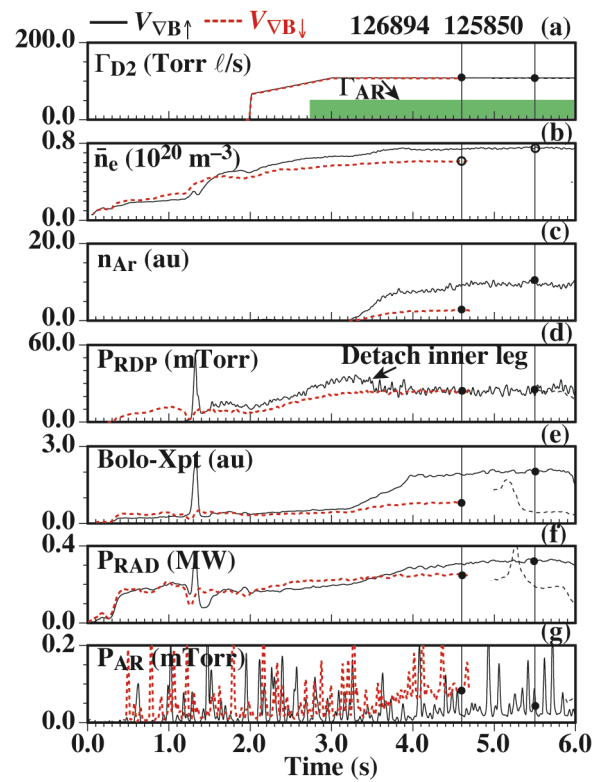 V∇B↑ V∇B↓ 126894 125850 (a)
200.0
ΓD2 (Torr ℓ/s)
ΓAR
0.0
(b)
0.8
n̄e (10²⁰ m⁻³)
0.0
(c)
20.0
nAr (au)
0.0
(d)
60.0
PRDP (mTorr)
Detach inner leg
0.0
(e)
3.0
Bolo-Xpt (au)
0.0
(f)
0.4
PRAD (MW)
0.0
(g)
0.2
PAR (mTorr)
0.0
0.0 1.0 2.0 3.0 4.0 5.0 6.0
Time (s)